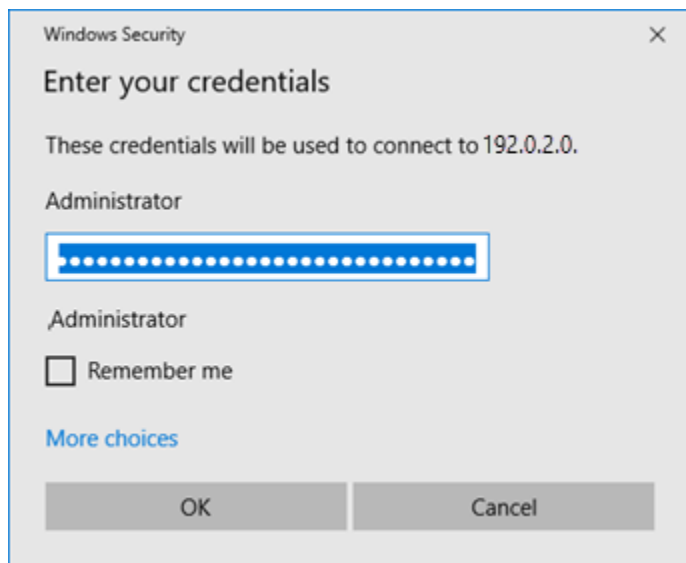 Windows Security
Enter your credentials
These credentials will be used to connect to 192.0.2.0.
Administrator
,Administrator
Remember me
More choices
OK Cancel